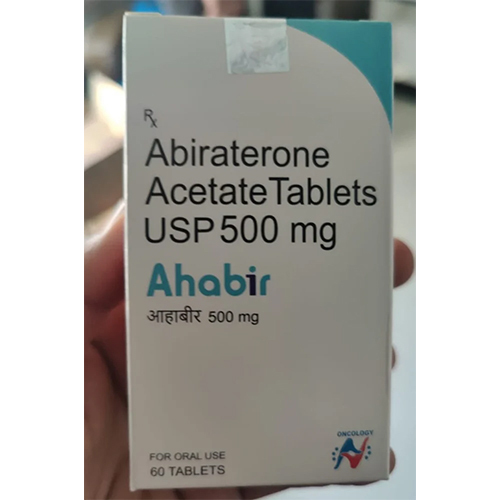 Rx
Abiraterone
Acetate Tablets
USP 500 mg
Ahabir
आहाबीर 500 mg
ONCOLOGY
FOR ORAL USE
60 TABLETS